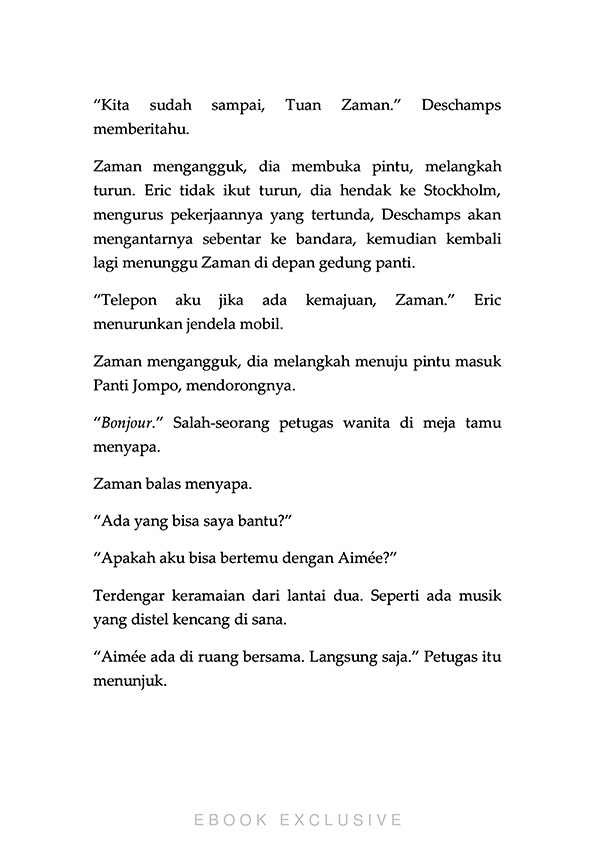 “Kita sudah sampai, Tuan Zaman.” Deschamps
memberitahu.
Zaman mengangguk, dia membuka pintu, melangkah
turun. Eric tidak ikut turun, dia hendak ke Stockholm,
mengurus pekerjaannya yang tertunda, Deschamps akan
mengantarnya sebentar ke bandara, kemudian kembali
lagi menunggu Zaman di depan gedung panti.
“Telepon aku jika ada kemajuan, Zaman.” Eric
menurunkan jendela mobil.
Zaman mengangguk, dia melangkah menuju pintu masuk
Panti Jompo, mendorongnya.
“Bonjour.” Salah-seorang petugas wanita di meja tamu
menyapa.
Zaman balas menyapa.
“Ada yang bisa saya bantu?”
“Apakah aku bisa bertemu dengan Aimée?”
Terdengar keramaian dari lantai dua. Seperti ada musik
yang distel kencang di sana.
“Aimée ada di ruang bersama. Langsung saja.” Petugas itu
menunjuk.
EBOOK EXCLUSIVE